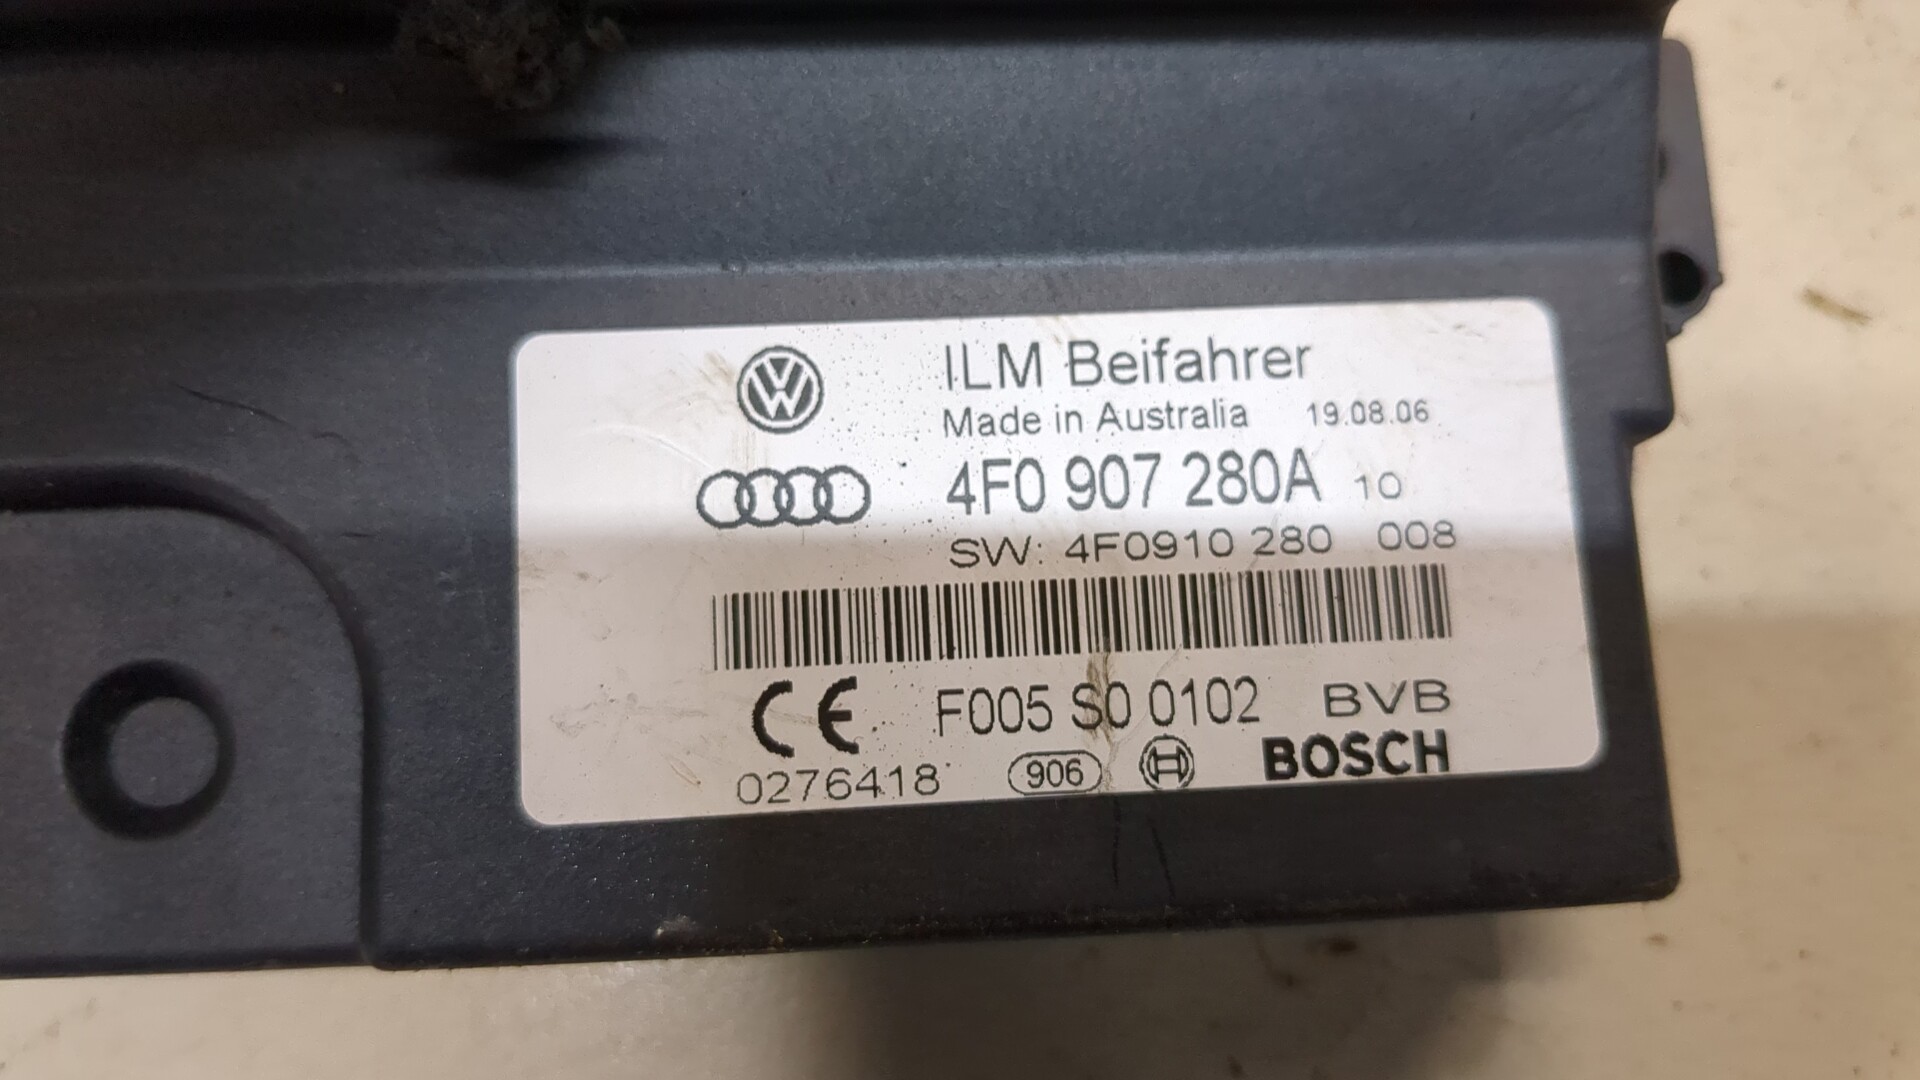 ILM Beifahrer
Made in Australia 19.08.06
4F0 907 280A 10
SW: 4F0910 280 008
CE F005 S0 0102 BVB
0276418 906 BOSCH